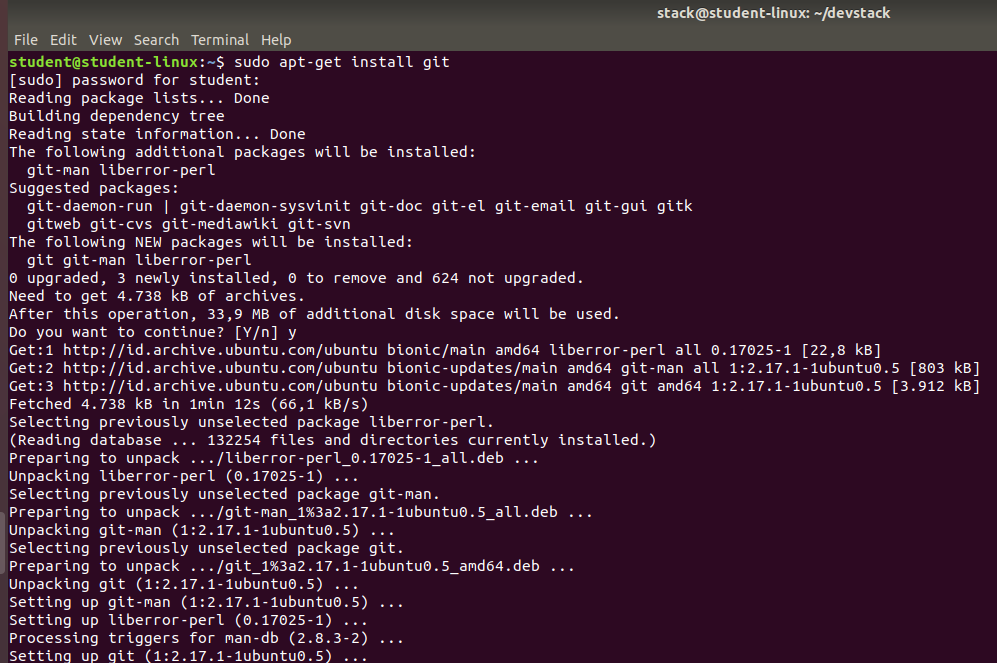 stack@student-linux: ~/devstack
File Edit View Search Terminal Help
student@student-linux:~$ sudo apt-get install git
[sudo] password for student:
Reading package lists... Done
Building dependency tree
Reading state information... Done
The following additional packages will be installed:
  git-man liberror-perl
Suggested packages:
  git-daemon-run | git-daemon-sysvinit git-doc git-el git-email git-gui gitk
  gitweb git-cvs git-mediawiki git-svn
The following NEW packages will be installed:
  git git-man liberror-perl
0 upgraded, 3 newly installed, 0 to remove and 624 not upgraded.
Need to get 4.738 kB of archives.
After this operation, 33,9 MB of additional disk space will be used.
Do you want to continue? [Y/n] y
Get:1 http://id.archive.ubuntu.com/ubuntu bionic/main amd64 liberror-perl all 0.17025-1 [22,8 kB]
Get:2 http://id.archive.ubuntu.com/ubuntu bionic-updates/main amd64 git-man all 1:2.17.1-1ubuntu0.5 [803 kB]
Get:3 http://id.archive.ubuntu.com/ubuntu bionic-updates/main amd64 git amd64 1:2.17.1-1ubuntu0.5 [3.912 kB]
Fetched 4.738 kB in 1min 12s (66,1 kB/s)
Selecting previously unselected package liberror-perl.
(Reading database ... 132254 files and directories currently installed.)
Preparing to unpack .../liberror-perl_0.17025-1_all.deb ...
Unpacking liberror-perl (0.17025-1) ...
Selecting previously unselected package git-man.
Preparing to unpack .../git-man_1%3a2.17.1-1ubuntu0.5_all.deb ...
Unpacking git-man (1:2.17.1-1ubuntu0.5) ...
Selecting previously unselected package git.
Preparing to unpack .../git_1%3a2.17.1-1ubuntu0.5_amd64.deb ...
Unpacking git (1:2.17.1-1ubuntu0.5) ...
Setting up git-man (1:2.17.1-1ubuntu0.5) ...
Setting up liberror-perl (0.17025-1) ...
Processing triggers for man-db (2.8.3-2) ...
Setting up git (1:2.17.1-1ubuntu0.5) ...